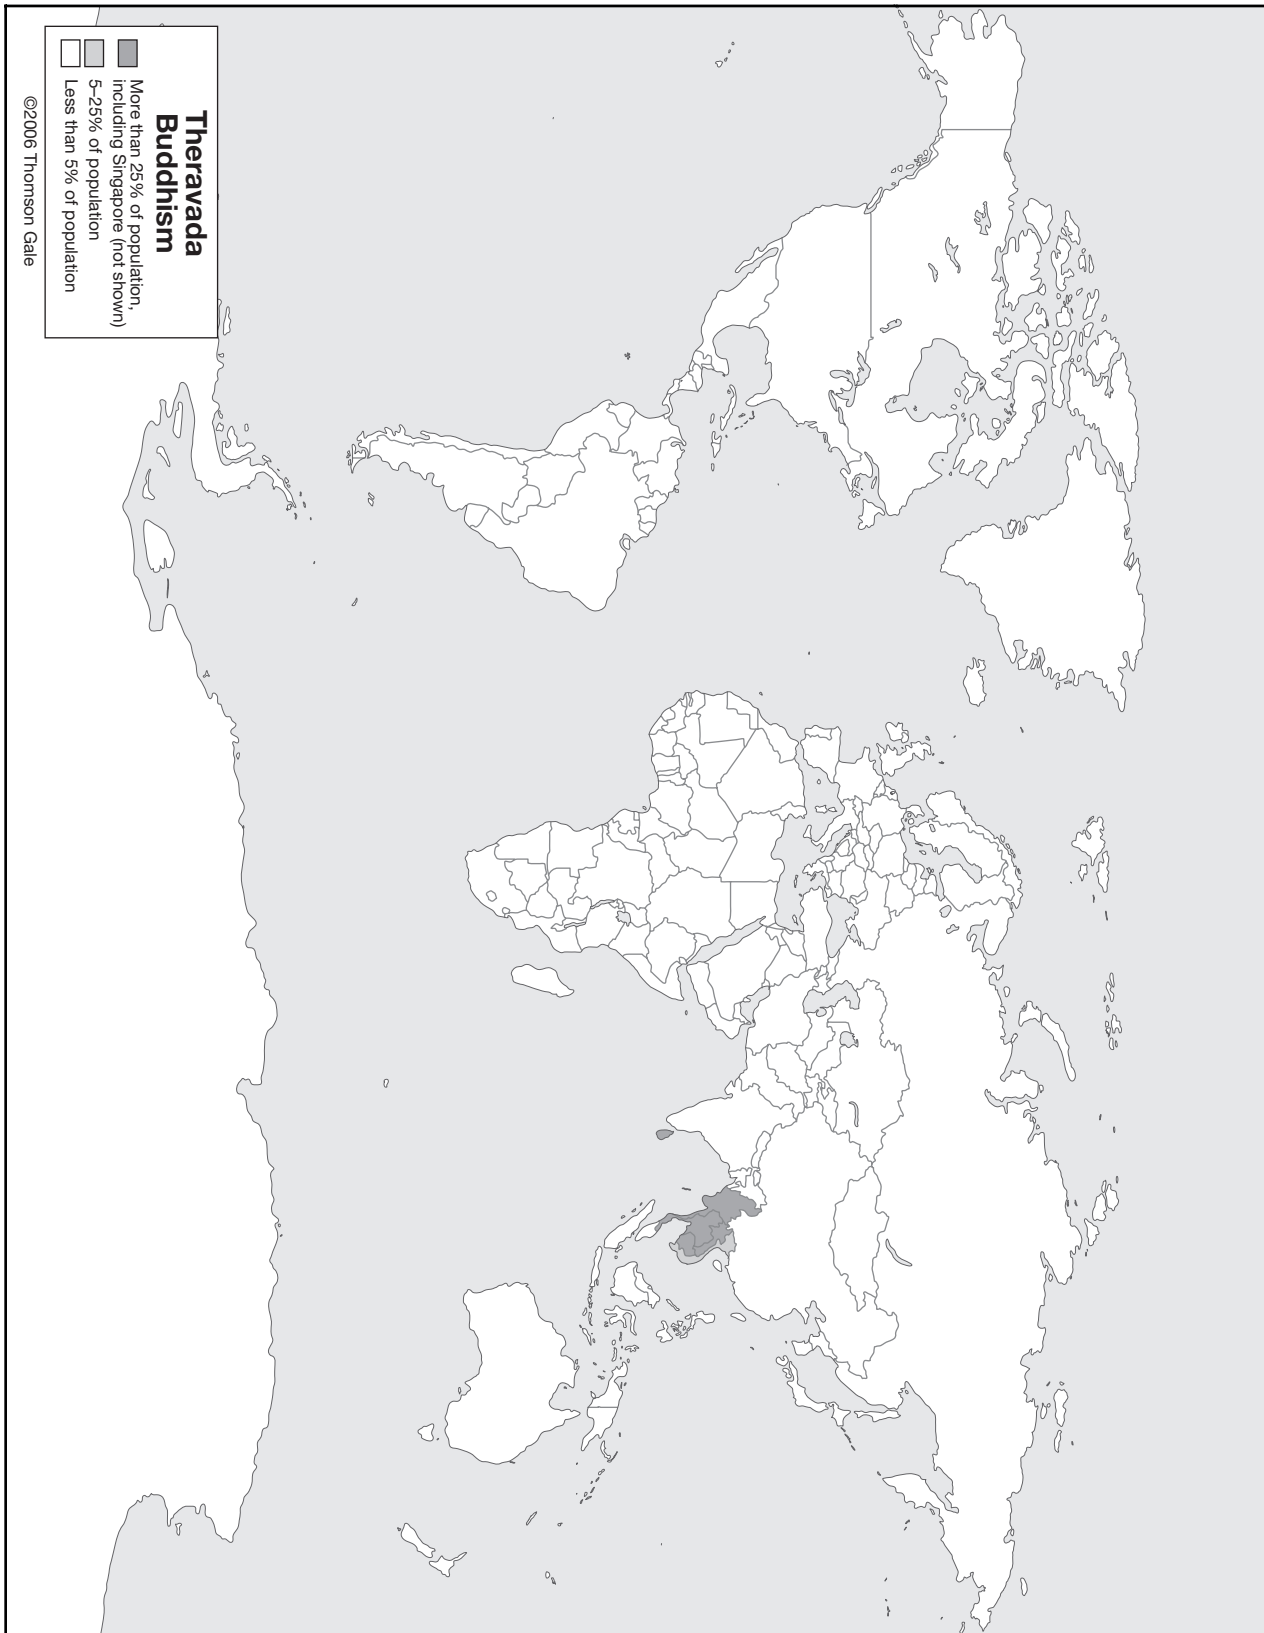 Theravada
Buddhism
More than 25% of population,
including Singapore (not shown)
5–25% of population
Less than 5% of population
©2006 Thomson Gale